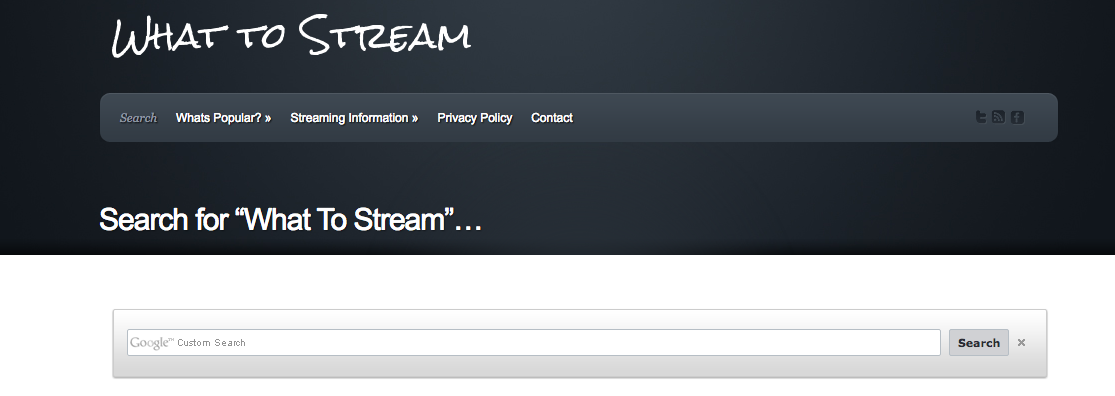 What to Stream
Search Whats Popular? » Streaming Information » Privacy Policy Contact
Search for “What To Stream”…
Google™ Custom Search Search ×